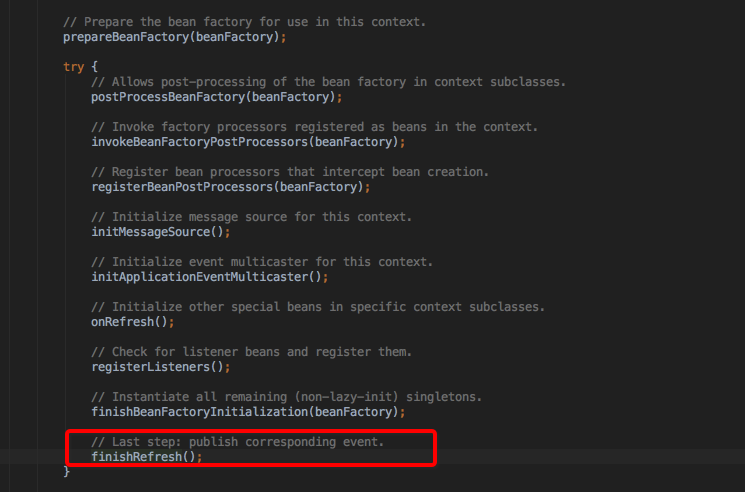 // Prepare the bean factory for use in this context.
prepareBeanFactory(beanFactory);
try {
// Allows post-processing of the bean factory in context subclasses.
postProcessBeanFactory(beanFactory);
// Invoke factory processors registered as beans in the context.
invokeBeanFactoryPostProcessors(beanFactory);
// Register bean processors that intercept bean creation.
registerBeanPostProcessors(beanFactory);
// Initialize message source for this context.
initMessageSource();
// Initialize event multicaster for this context.
initApplicationEventMulticaster();
// Initialize other special beans in specific context subclasses.
onRefresh();
// Check for listener beans and register them.
registerListeners();
// Instantiate all remaining (non-lazy-init) singletons.
finishBeanFactoryInitialization(beanFactory);
// Last step: publish corresponding event.
finishRefresh();
}